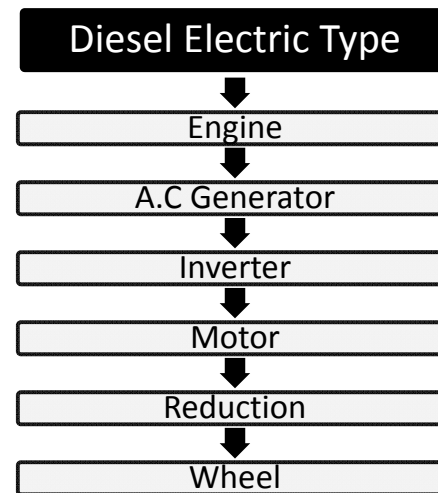 Diesel Electric Type
Engine
A.C Generator
Inverter
Motor
Reduction
Wheel